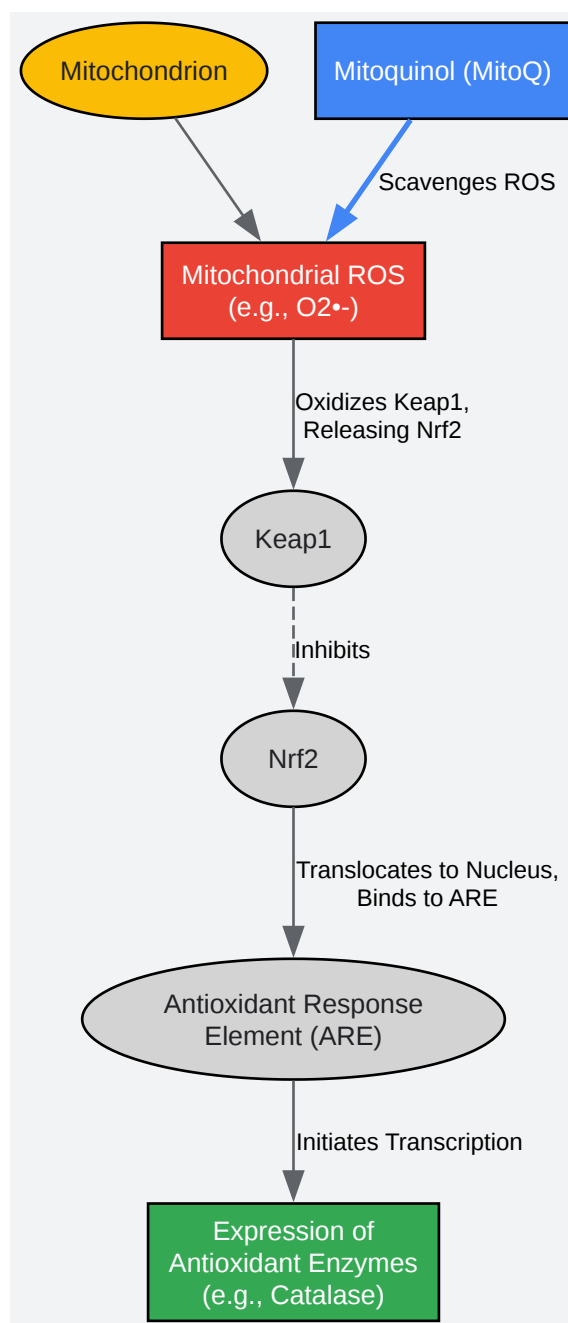 Mitochondrion
Mitoquinol (MitoQ)
Scavenges ROS
Mitochondrial ROS
(e.g., O2•-)
Oxidizes Keap1,
Releasing Nrf2
Keap1
Inhibits
Nrf2
Translocates to Nucleus,
Binds to ARE
Antioxidant Response
Element (ARE)
Initiates Transcription
Expression of
Antioxidant Enzymes
(e.g., Catalase)